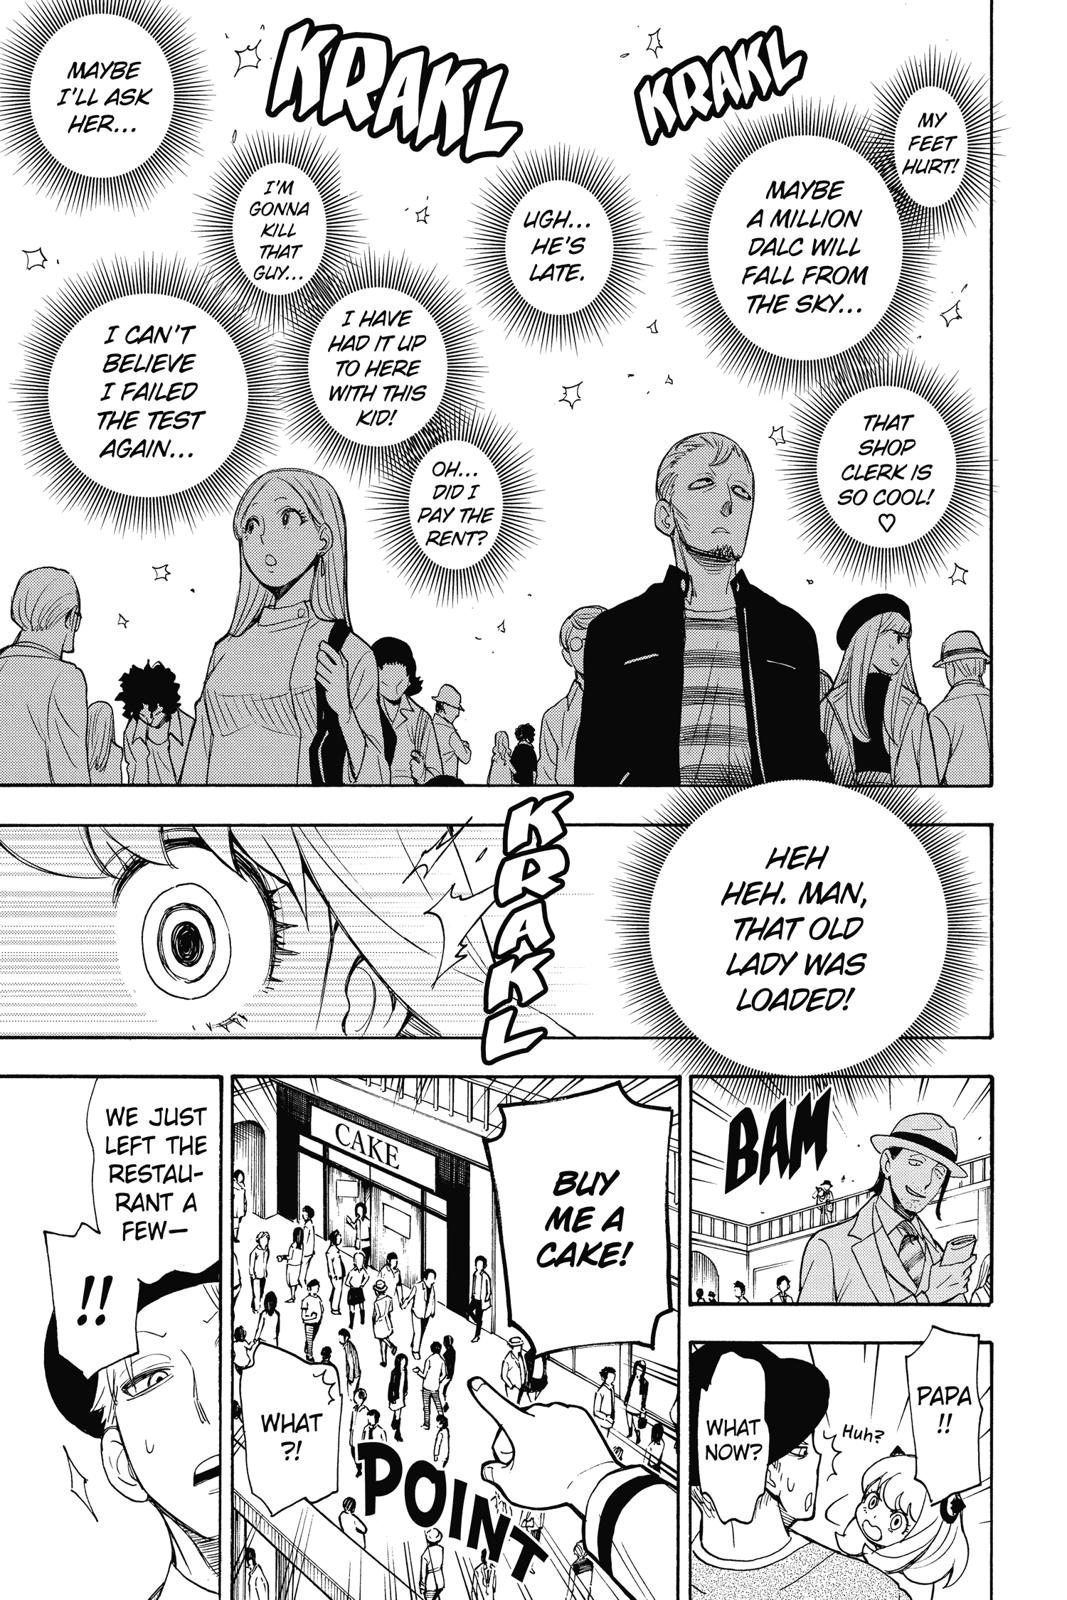 MY
FEET
HURT!
KRAKL
MAYBE
A MILLION
DALC WILL
FALL FROM
THE SKY...
THAT
SHOP
CLERK IS
SO COOL!
♡
UGH...
HE'S
LATE.
KRAKL
I HAVE
HAD IT UP
TO HERE
WITH THIS
KID!
OH...
DID I
PAY THE
RENT?
I'M
GONNA
KILL
THAT
GUY...
MAYBE
I'LL ASK
HER...
I CAN'T
BELIEVE
I FAILED
THE TEST
AGAIN...
HEH
HEH. MAN,
THAT OLD
LADY WAS
LOADED!
KRAKL
BAM
PAPA
!!
Huh?
WHAT
NOW?
BUY
ME A
CAKE!
CAKE
POINT
WHAT
?!
WE JUST
LEFT THE
RESTAU-
RANT A
FEW—
!!